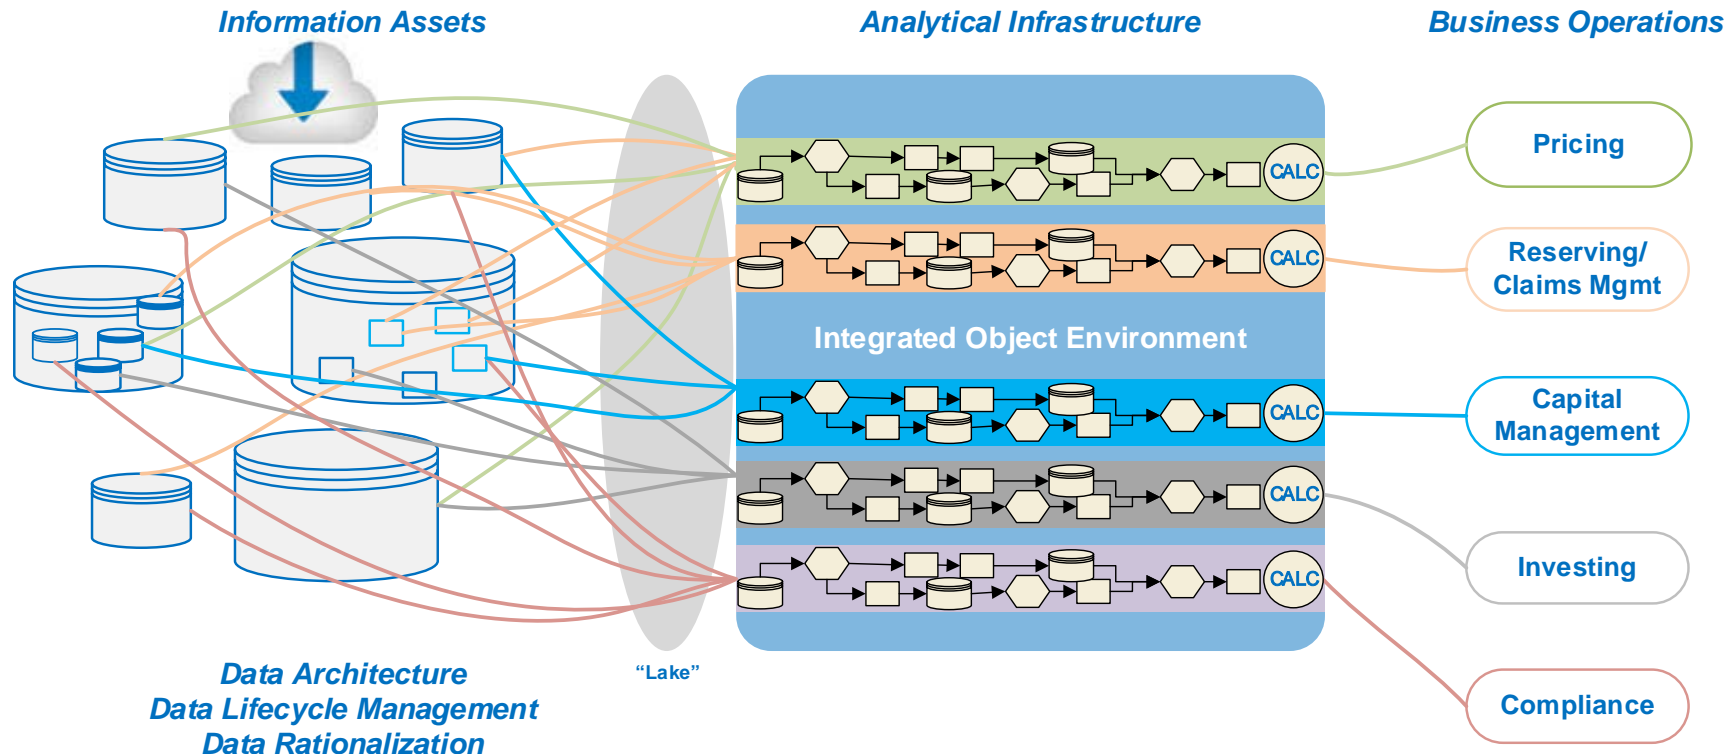 Information Assets
Analytical Infrastructure
Business Operations
CALC
Pricing
CALC
Reserving/
Claims Mgmt
Integrated Object Environment
CALC
Capital
Management
CALC
Investing
CALC
Compliance
“Lake”
Data Architecture
Data Lifecycle Management
Data Rationalization